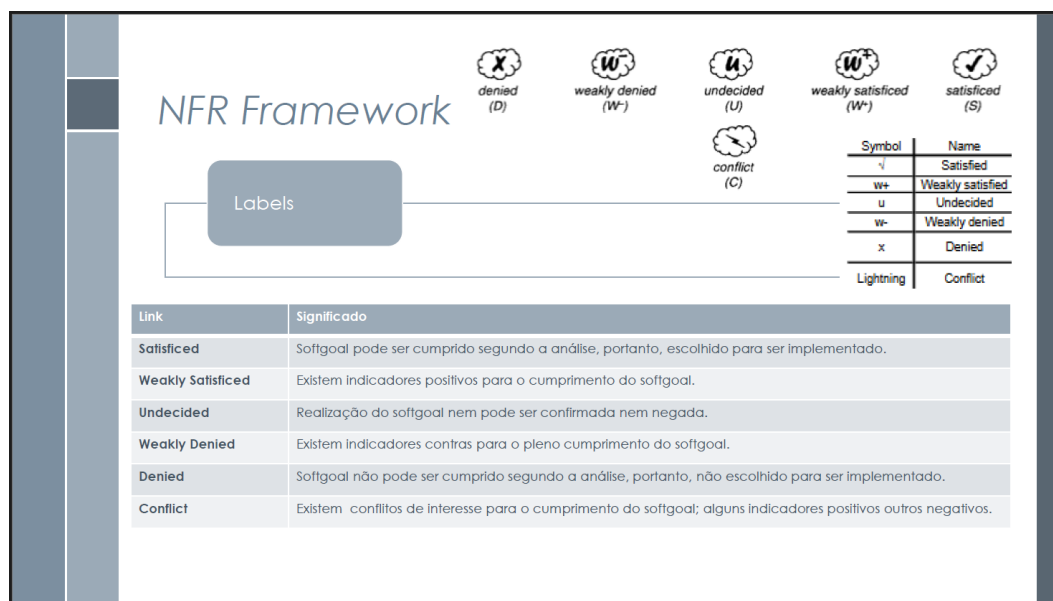 NFR Framework
X
W-
u
W+
✓
denied
weakly denied
undecided
weakly satisficed
satisficed
(D)
(W-)
(U)
(W+)
(S)
conflict
(C)
Labels
Symbol Name
√ Satisfied
w+ Weakly satisfied
u Undecided
w- Weakly denied
x Denied
Lightning Conflict
Link Significado
Satisficed Softgoal pode ser cumprido segundo a análise, portanto, escolhido para ser implementado.
Weakly Satisficed Existem indicadores positivos para o cumprimento do softgoal.
Undecided Realização do softgoal nem pode ser confirmada nem negada.
Weakly Denied Existem indicadores contras para o pleno cumprimento do softgoal.
Denied Softgoal não pode ser cumprido segundo a análise, portanto, não escolhido para ser implementado.
Conflict Existem conflitos de interesse para o cumprimento do softgoal; alguns indicadores positivos outros negativos.